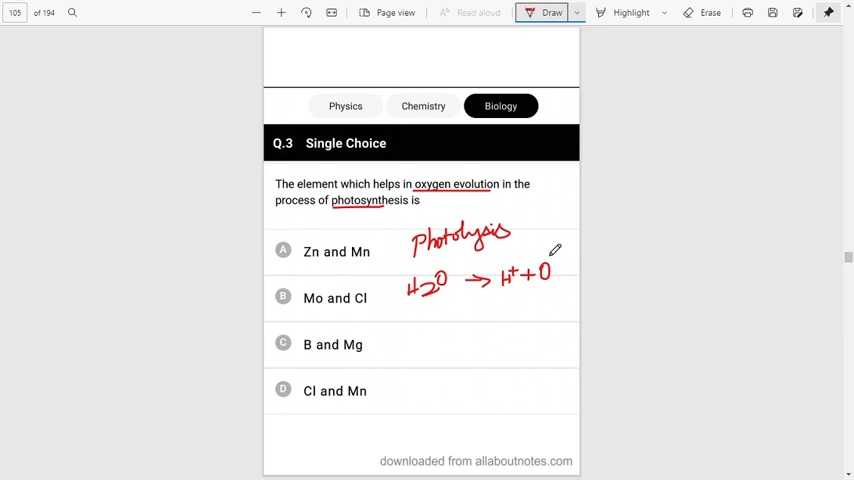 105 of 194 Page view Read aloud Draw Highlight Erase
Physics Chemistry Biology
Q.3 Single Choice
The element which helps in oxygen evolution in the
process of photosynthesis is
Photolysis
A Zn and Mn
H2O → H+ + O
B Mo and Cl
C B and Mg
D Cl and Mn
downloaded from allaboutnotes.com